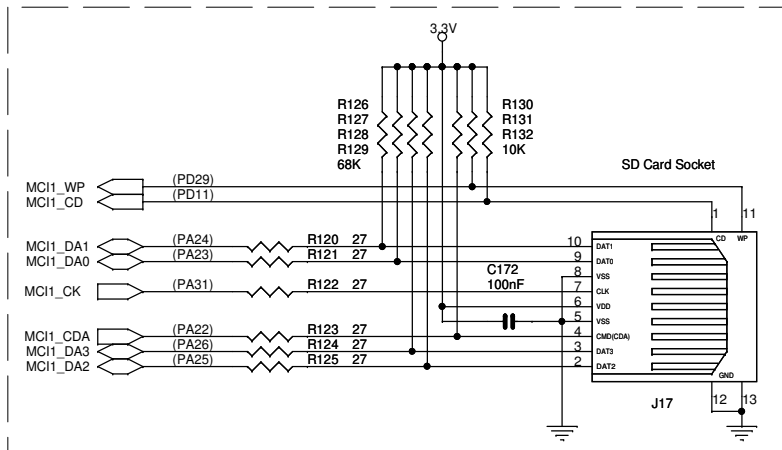 3.3V
R126
R127
R128
R129
68K
R130
R131
R132
10K
SD Card Socket
MCI1_WP (PD29)
MCI1_CD (PD11)
1 11
CD WP
MCI1_DA1 (PA24) R120 27 10 DAT1
MCI1_DA0 (PA23) R121 27 9 DAT0
C172
100nF
8 VSS
MCI1_CK (PA31) R122 27 7 CLK
6 VDD
5 VSS
MCI1_CDA (PA22) R123 27 4 CMD(CDA)
MCI1_DA3 (PA26) R124 27 3 DAT3
MCI1_DA2 (PA25) R125 27 2 DAT2
GND
12 13
J17